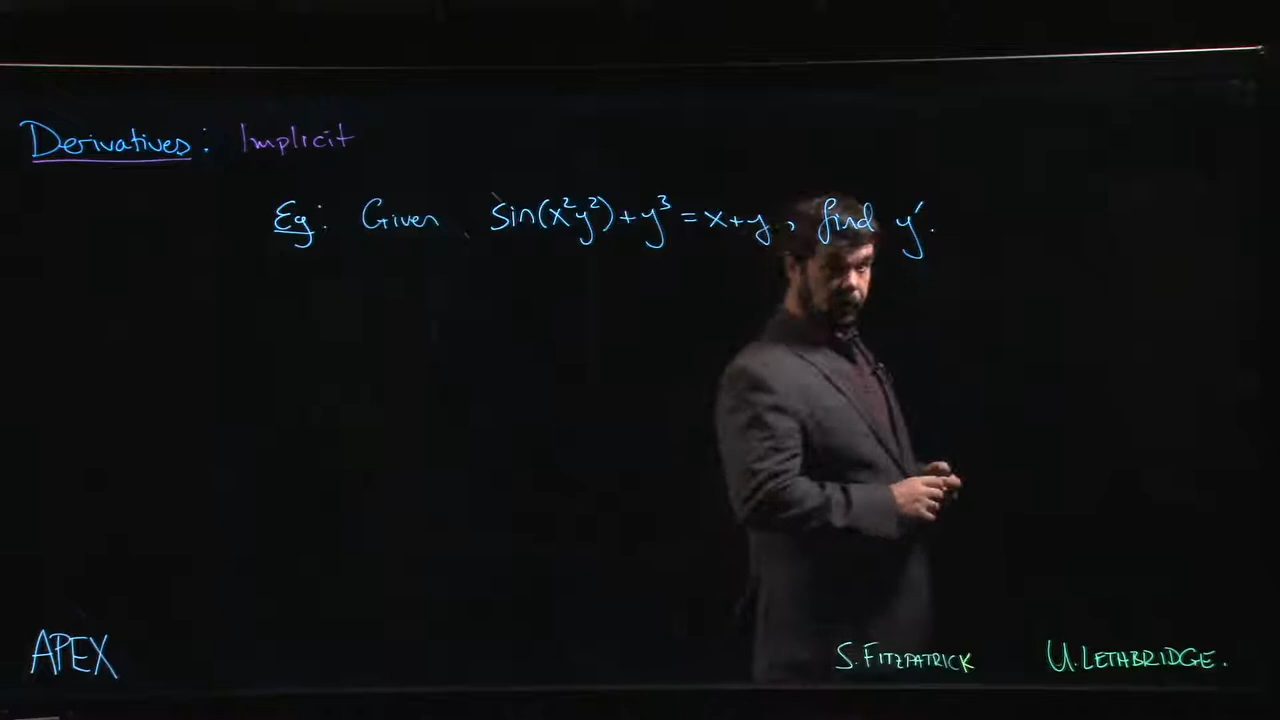 Derivatives: Implicit
Eg: Given sin(x²y²)+y³=x+y, find y′.
APEX
S. FITZPATRICK
U. LETHBRIDGE.